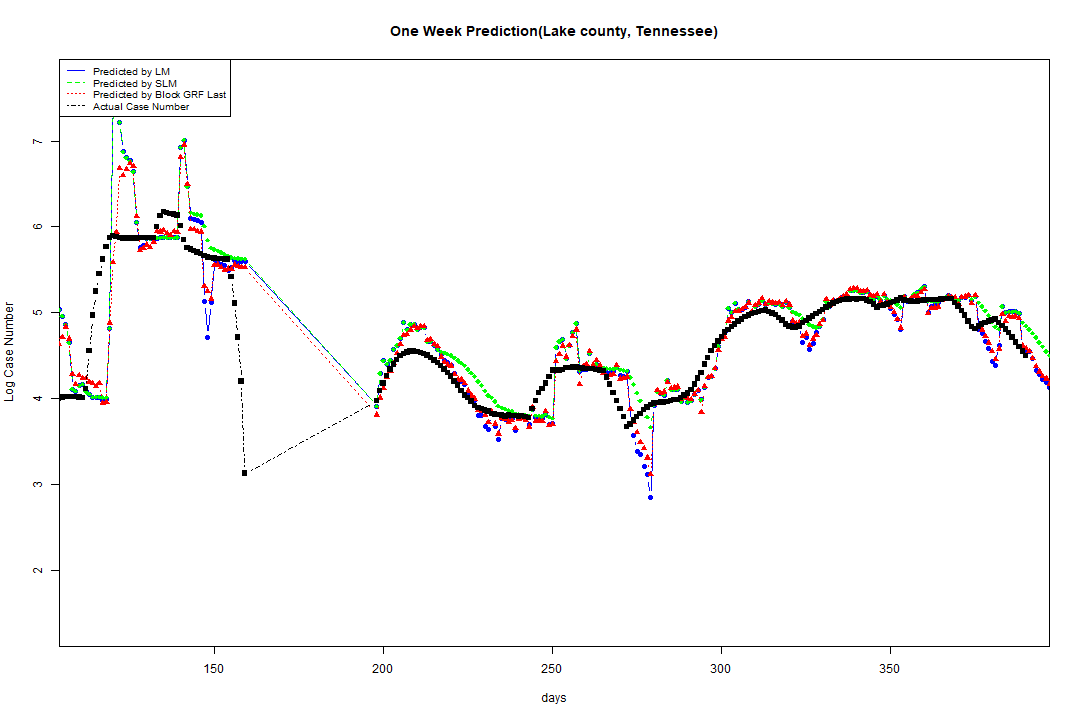 One Week Prediction(Lake county, Tennessee)
Predicted by LM
Predicted by SLM
Predicted by Block GRF Last
Actual Case Number
Log Case Number
7
6
5
4
3
2
150 200 250 300 350
days